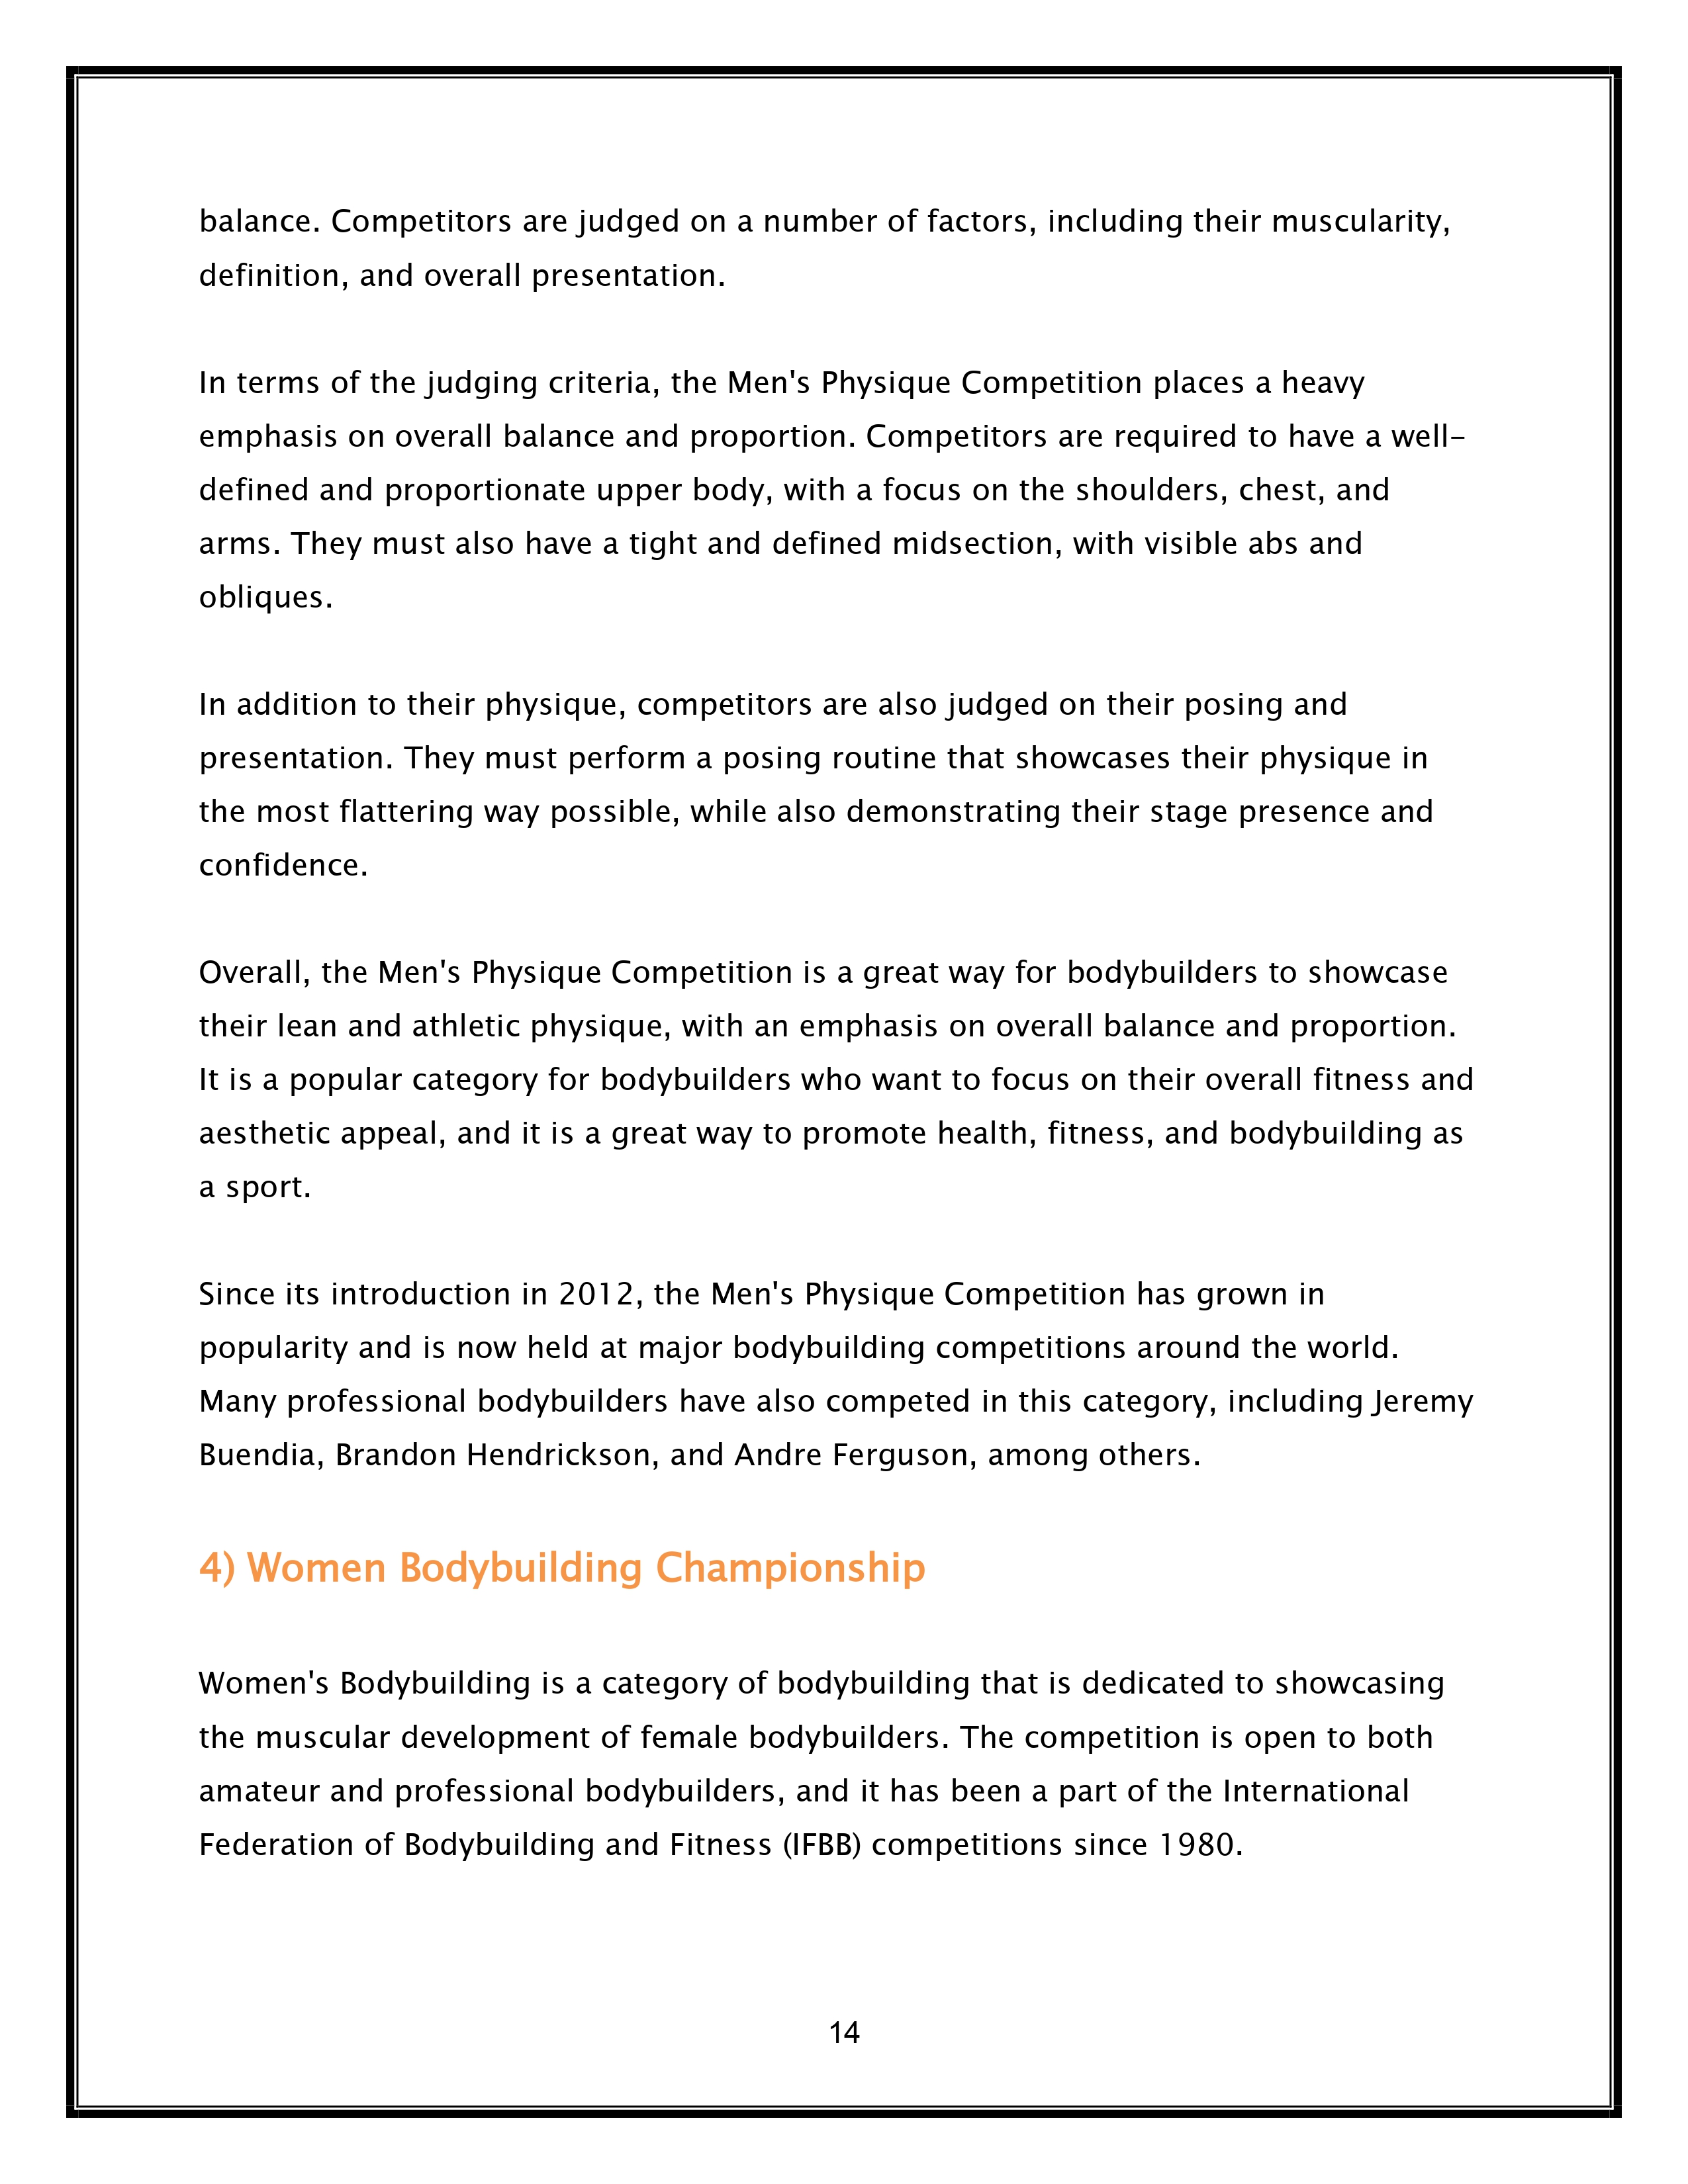 balance. Competitors are judged on a number of factors, including their muscularity,
definition, and overall presentation.
In terms of the judging criteria, the Men's Physique Competition places a heavy
emphasis on overall balance and proportion. Competitors are required to have a well-
defined and proportionate upper body, with a focus on the shoulders, chest, and
arms. They must also have a tight and defined midsection, with visible abs and
obliques.
In addition to their physique, competitors are also judged on their posing and
presentation. They must perform a posing routine that showcases their physique in
the most flattering way possible, while also demonstrating their stage presence and
confidence.
Overall, the Men's Physique Competition is a great way for bodybuilders to showcase
their lean and athletic physique, with an emphasis on overall balance and proportion.
It is a popular category for bodybuilders who want to focus on their overall fitness and
aesthetic appeal, and it is a great way to promote health, fitness, and bodybuilding as
a sport.
Since its introduction in 2012, the Men's Physique Competition has grown in
popularity and is now held at major bodybuilding competitions around the world.
Many professional bodybuilders have also competed in this category, including Jeremy
Buendia, Brandon Hendrickson, and Andre Ferguson, among others.
4) Women Bodybuilding Championship
Women's Bodybuilding is a category of bodybuilding that is dedicated to showcasing
the muscular development of female bodybuilders. The competition is open to both
amateur and professional bodybuilders, and it has been a part of the International
Federation of Bodybuilding and Fitness (IFBB) competitions since 1980.
14